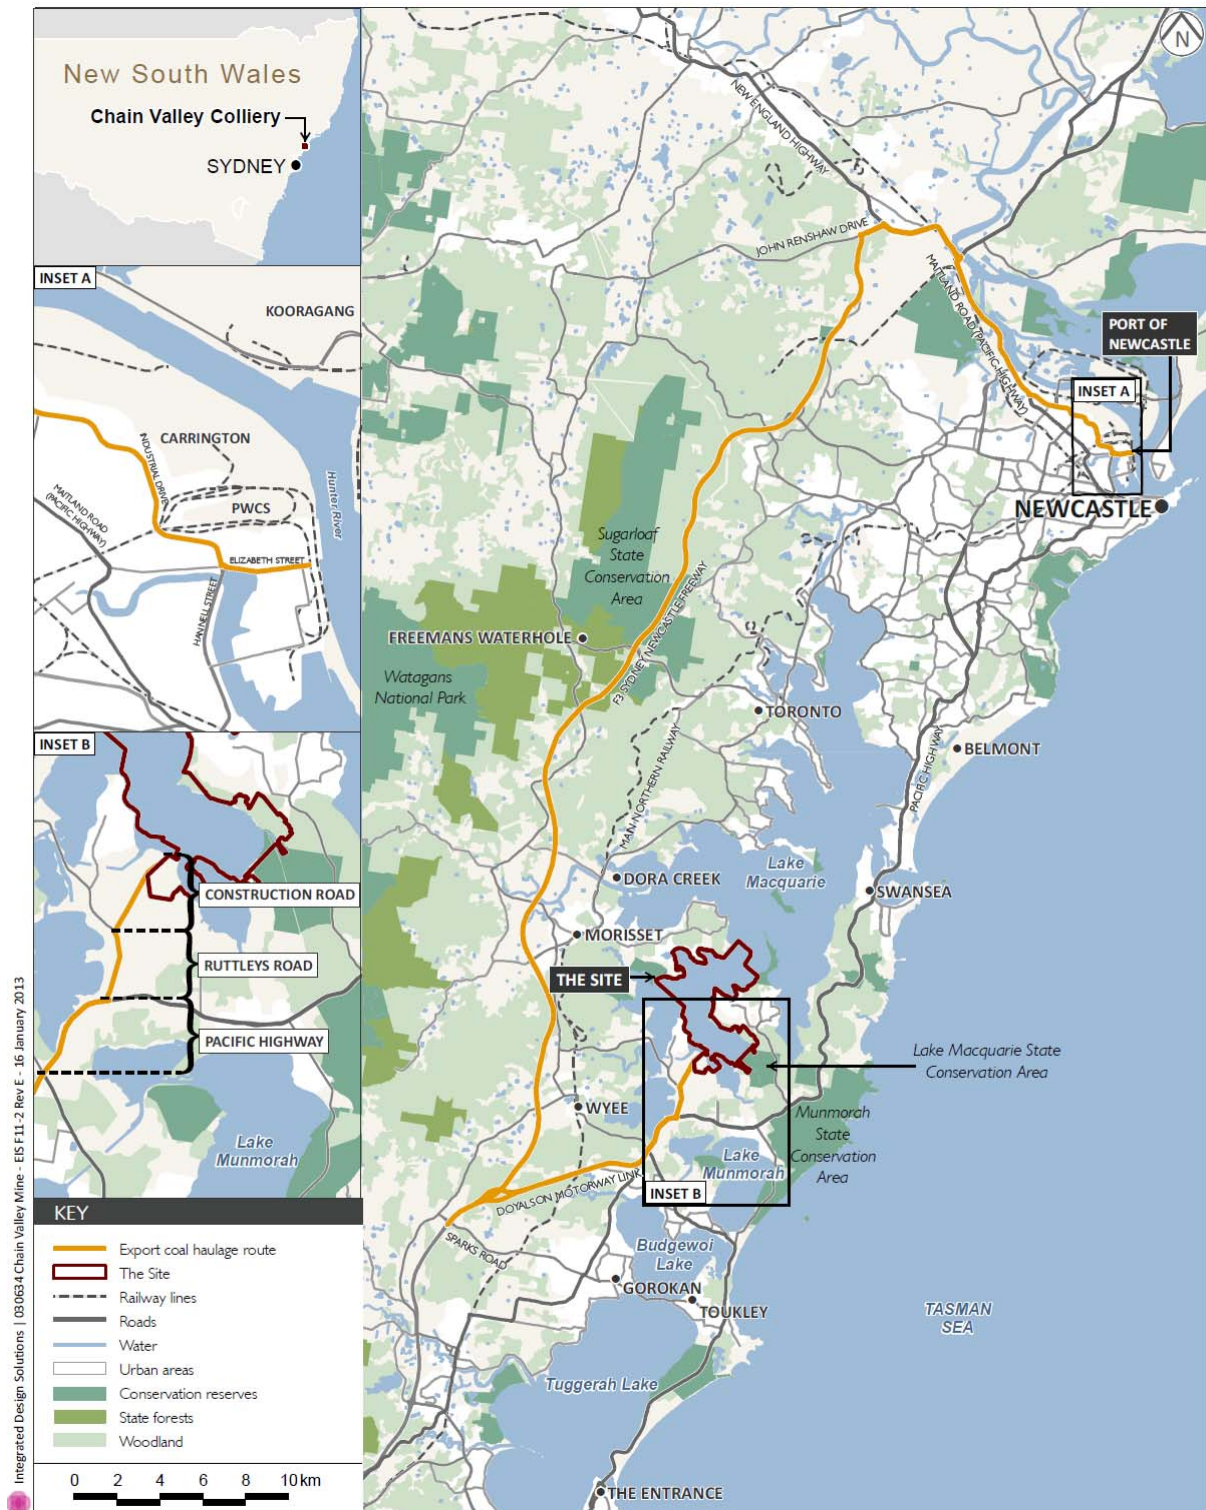 New South Wales
Chain Valley Colliery
SYDNEY
INSET A
KOORAGANG
CARRINGTON
INDUSTRIAL DRIVE
MAITLAND ROAD
(PACIFIC HIGHWAY)
PWCS
Hunter River
ELIZABETH STREET
HANNELL STREET
INSET B
CONSTRUCTION ROAD
RUTTLEYS ROAD
PACIFIC HIGHWAY
Lake
Munmorah
KEY
Export coal haulage route
The Site
Railway lines
Roads
Water
Urban areas
Conservation reserves
State forests
Woodland
0 2 4 6 8 10km
Integrated Design Solutions | 030634 Chain Valley Mine - EIS F11-2 Rev E - 16 January 2013
N
NEW ENGLAND HIGHWAY
JOHN RENSHAW DRIVE
MAITLAND ROAD (PACIFIC HIGHWAY)
PORT OF
NEWCASTLE
INSET A
NEWCASTLE
Sugarloaf
State
Conservation
Area
FREEMANS WATERHOLE
F3 SYDNEY NEWCASTLE FREEWAY
Watagans
National Park
TORONTO
BELMONT
PACIFIC HIGHWAY
MAIN NORTHERN RAILWAY
DORA CREEK
Lake
Macquarie
SWANSEA
MORISSET
THE SITE
Lake Macquarie State
Conservation Area
WYEE
Munmorah
State
Conservation
Area
Lake
Munmorah
DOYALSON MOTORWAY LINK
INSET B
SPARKS ROAD
Budgewoi
Lake
GOROKAN
TOUKLEY
TASMAN
SEA
Tuggerah Lake
THE ENTRANCE